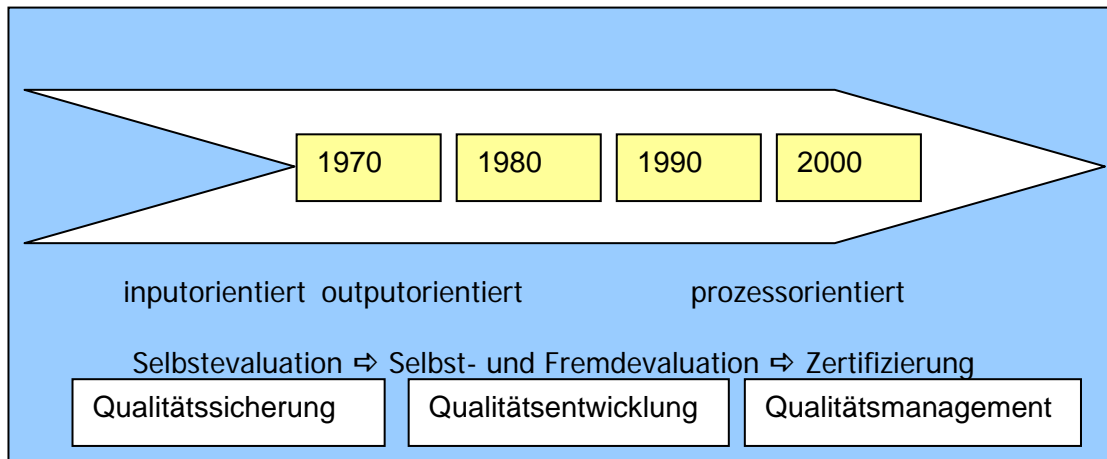 1970 1980 1990 2000
inputorientiert outputorientiert prozessorientiert
Selbstevaluation ⇨ Selbst- und Fremdevaluation ⇨ Zertifizierung
Qualitätssicherung Qualitätsentwicklung Qualitätsmanagement